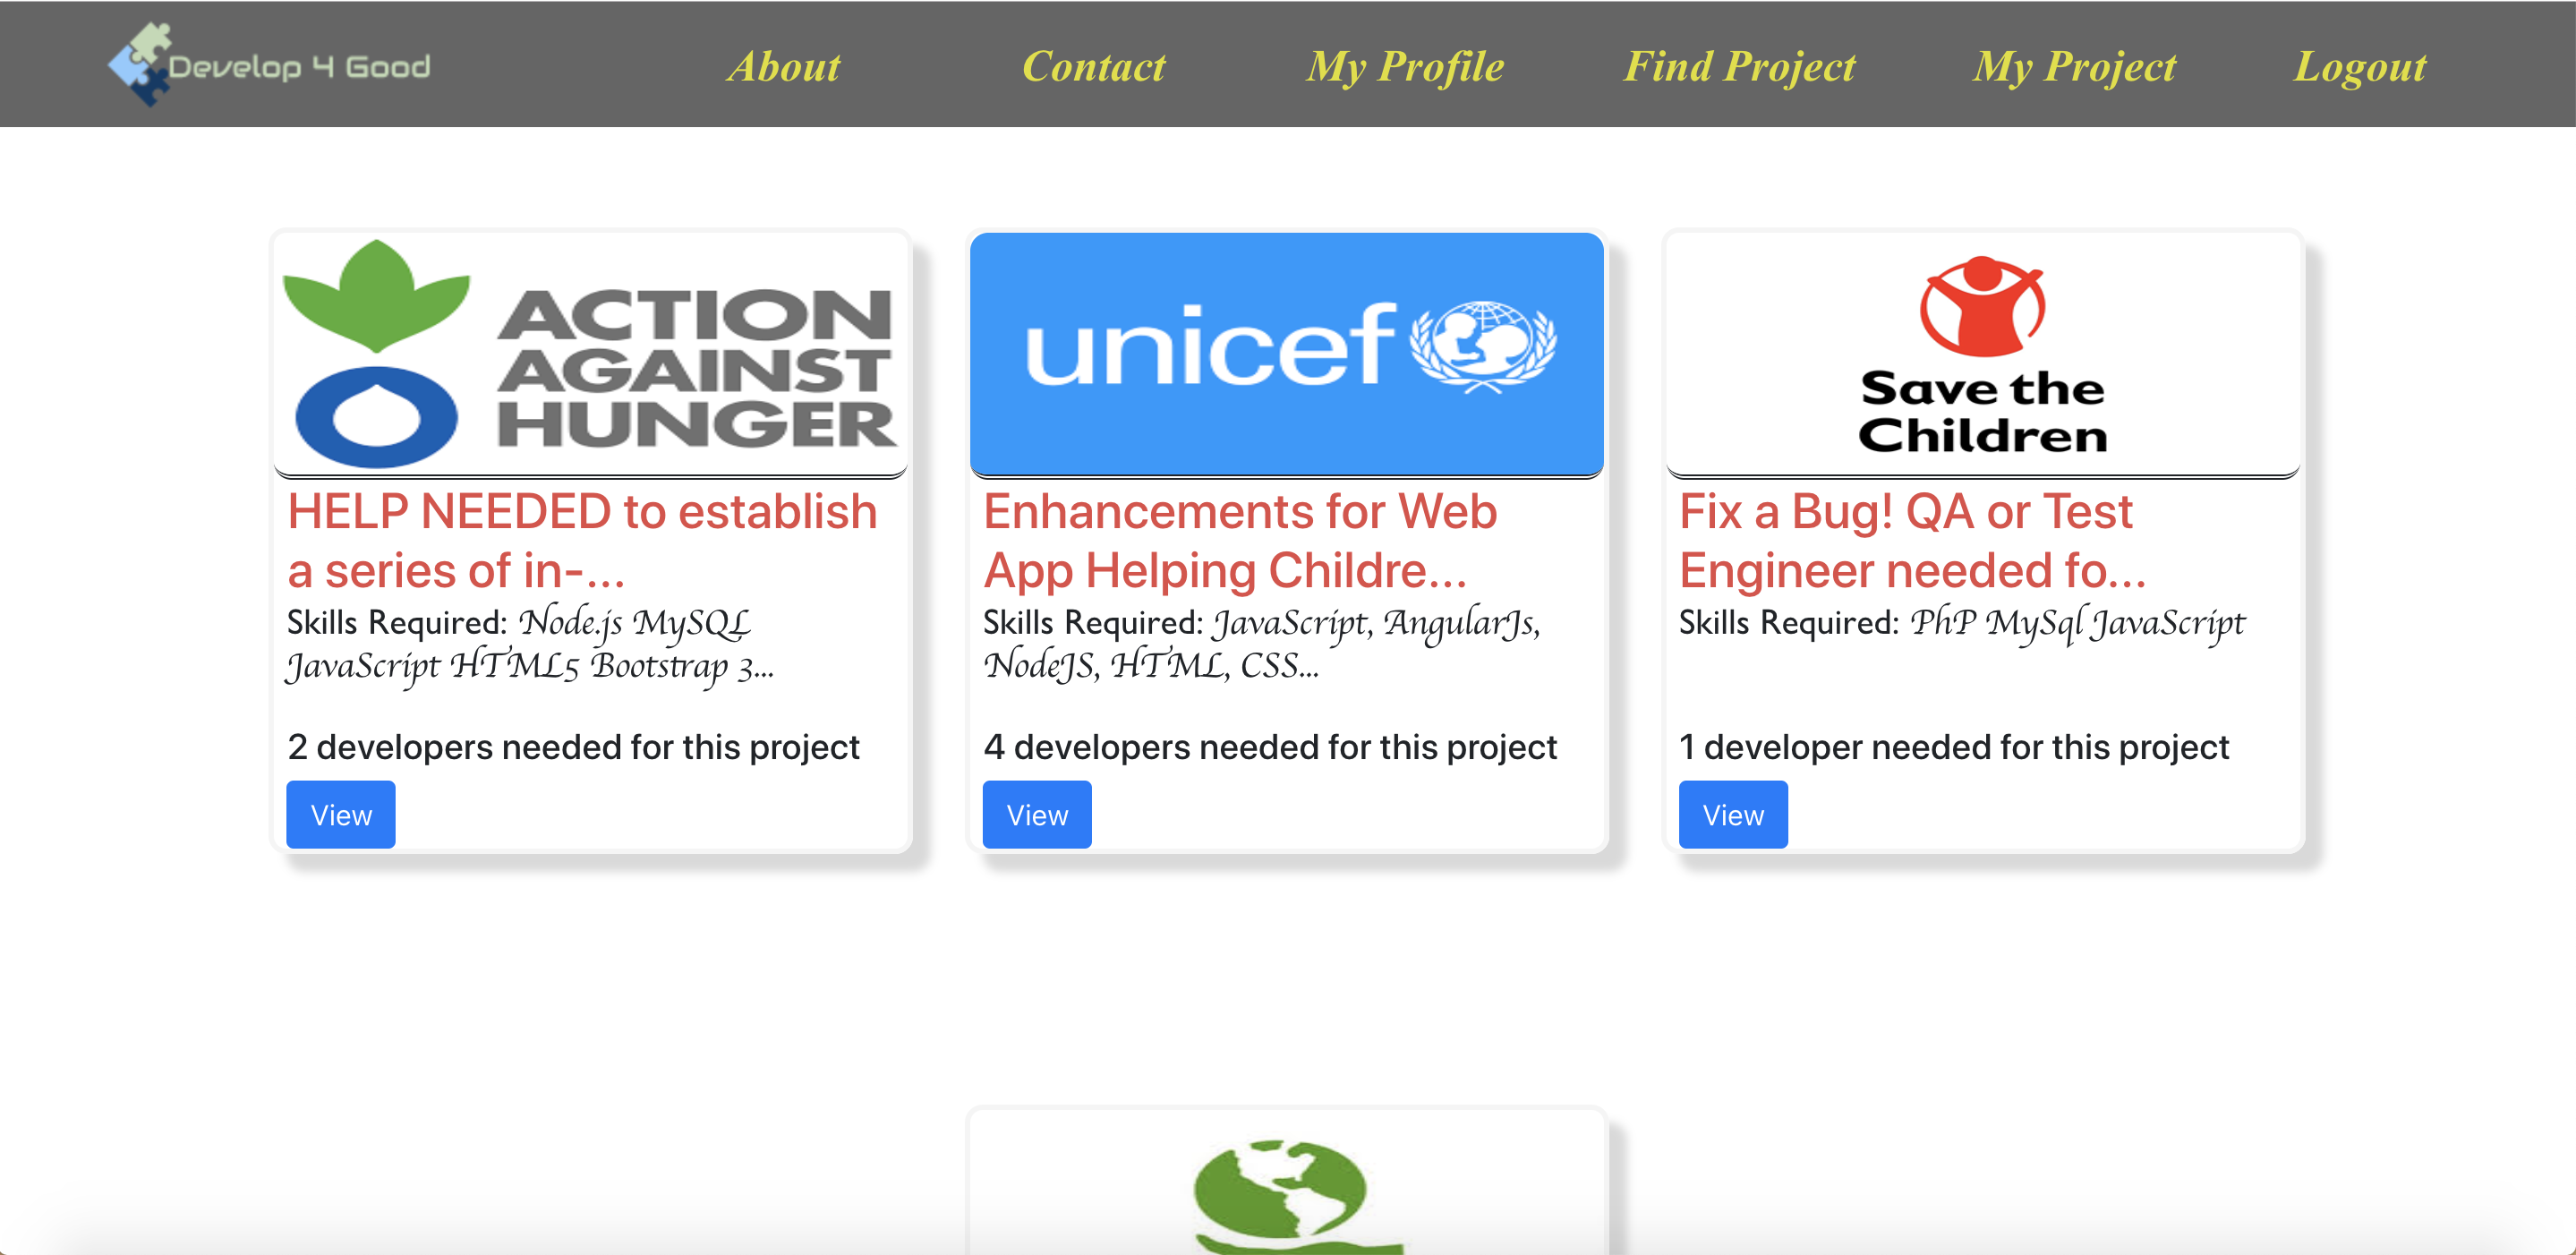 Develop 4 Good
About
Contact
My Profile
Find Project
My Project
Logout
ACTION
AGAINST
HUNGER
HELP NEEDED to establish
a series of in-...
Skills Required: Node.js MySQL
JavaScript HTML5 Bootstrap 3...
2 developers needed for this project
View
unicef
Enhancements for Web
App Helping Childre...
Skills Required: JavaScript, AngularJs,
NodeJS, HTML, CSS...
4 developers needed for this project
View
Save the
Children
Fix a Bug! QA or Test
Engineer needed fo...
Skills Required: PhP MySql JavaScript
1 developer needed for this project
View